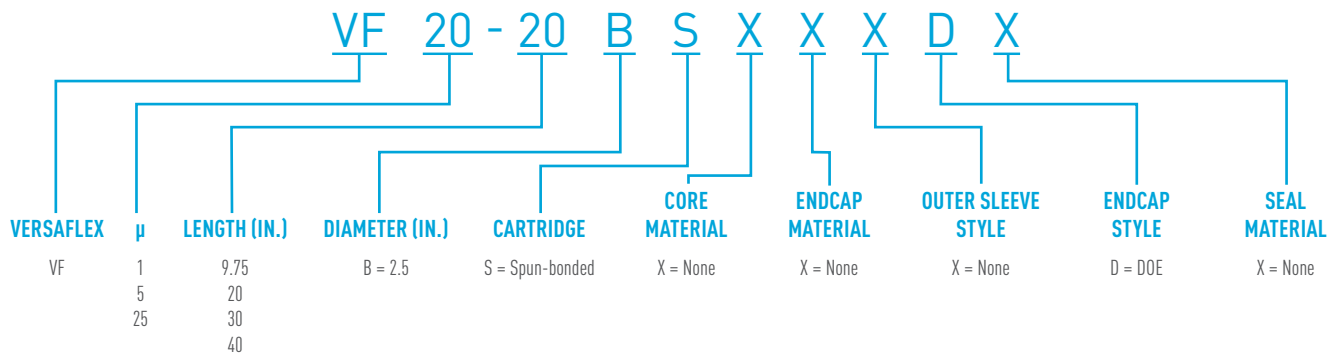 VF 20 - 20 B S X X X D X
VERSAFLEX
VF
µ
1
5
25
LENGTH (IN.)
9.75
20
30
40
DIAMETER (IN.)
B = 2.5
CARTRIDGE
S = Spun-bonded
CORE
MATERIAL
X = None
ENDCAP
MATERIAL
X = None
OUTER SLEEVE
STYLE
X = None
ENDCAP
STYLE
D = DOE
SEAL
MATERIAL
X = None